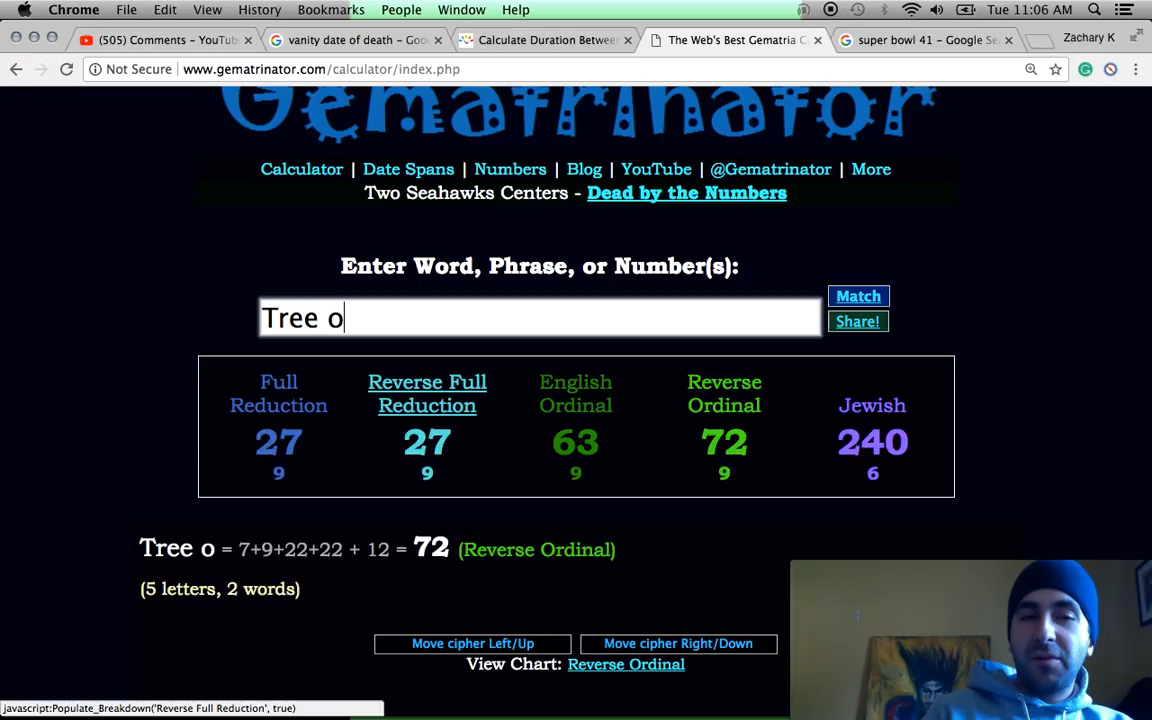 Chrome File Edit View History Bookmarks People Window Help Tue 11:06 AM
(505) Comments - YouTub
vanity date of death - Goo
Calculate Duration Betwee
The Web's Best Gematria C
super bowl 41 - Google Se
Zachary K
Not Secure | www.gematrinator.com/calculator/index.php
Gematrinator
Calculator | Date Spans | Numbers | Blog | YouTube | @Gematrinator | More
Two Seahawks Centers - Dead by the Numbers
Enter Word, Phrase, or Number(s):
Tree o
Match
Share!
Full Reduction
27
9
Reverse Full Reduction
27
9
English Ordinal
63
9
Reverse Ordinal
72
9
Jewish
240
6
Tree o = 7+9+22+22 + 12 = 72 (Reverse Ordinal)
(5 letters, 2 words)
Move cipher Left/Up
Move cipher Right/Down
View Chart: Reverse Ordinal
javascript:Populate_Breakdown('Reverse Full Reduction', true)